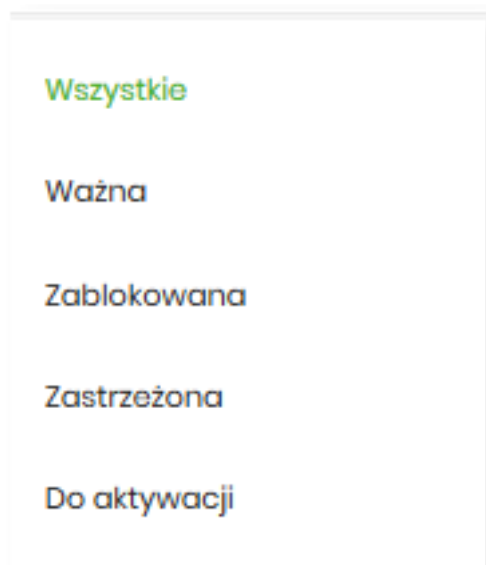 Wszystkie
Ważna
Zablokowana
Zastrzeżona
Do aktywacji